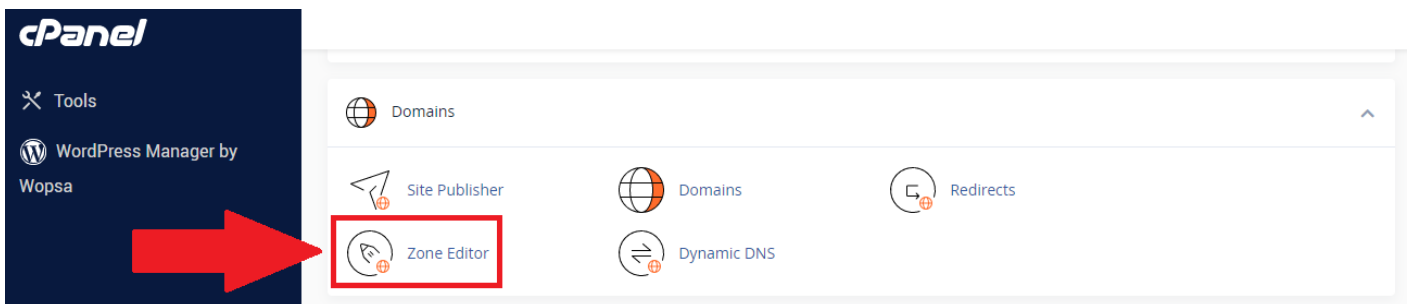 cPanel
Tools
WordPress Manager by
Wopsa
Domains
Site Publisher
Domains
Redirects
Zone Editor
Dynamic DNS